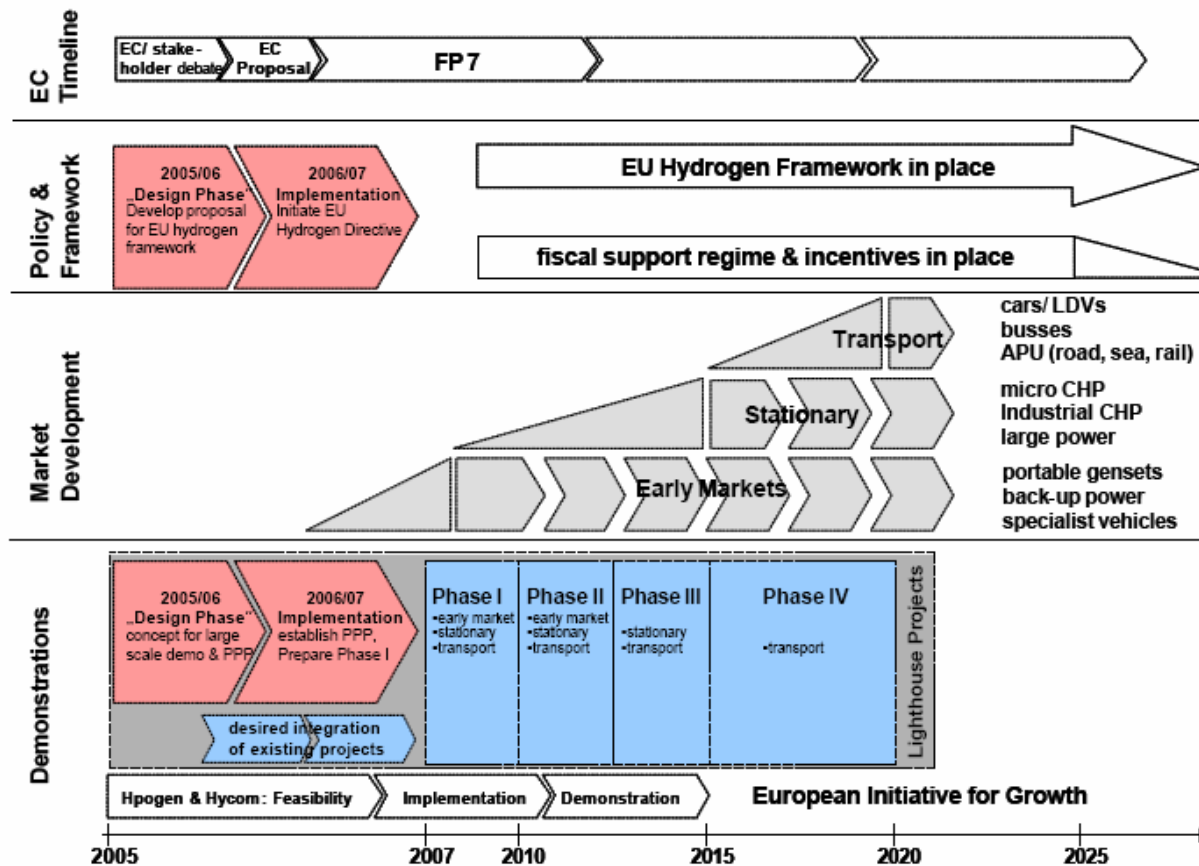 EC Timeline
EC/ stake-
holder debate
EC
Proposal
FP 7
Policy &
Framework
2005/06
„Design Phase"
Develop proposal
for EU hydrogen
framework
2006/07
Implementation
Initiate EU
Hydrogen Directive
EU Hydrogen Framework in place
fiscal support regime & incentives in place
Market
Development
Transport
cars/ LDVs
busses
APU (road, sea, rail)
Stationary
micro CHP
Industrial CHP
large power
Early Markets
portable gensets
back-up power
specialist vehicles
Demonstrations
2005/06
„Design Phase"
concept for large
scale demo & PPP
2006/07
Implementation
establish PPP,
Prepare Phase I
desired integration
of existing projects
Phase I
▪early market
▪stationary
▪transport
Phase II
▪early market
▪stationary
▪transport
Phase III
▪stationary
▪transport
Phase IV
▪transport
Lighthouse Projects
Hpogen & Hycom: Feasibility
Implementation
Demonstration
European Initiative for Growth
2005
2007
2010
2015
2020
2025